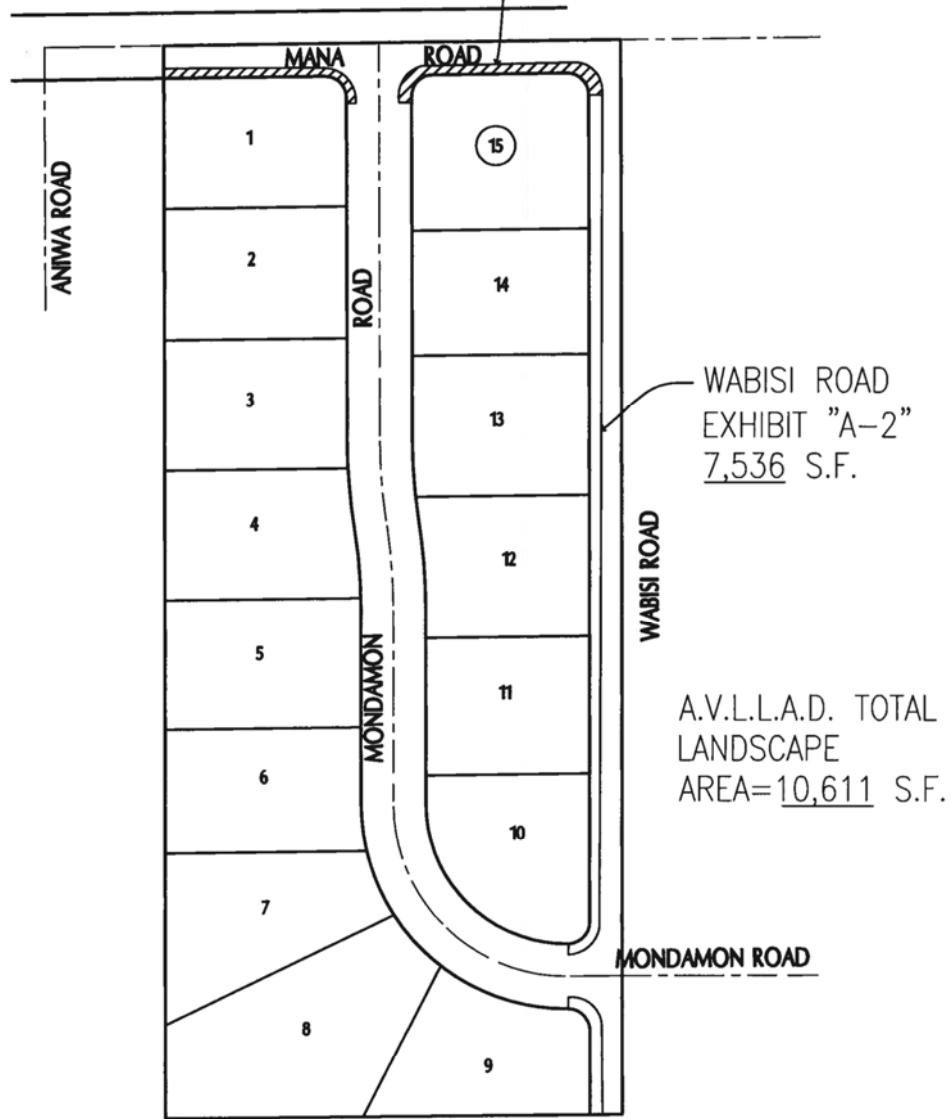 MANA ROAD
ANIWA ROAD
1
15
2
14
ROAD
3
13
WABISI ROAD
EXHIBIT "A-2"
7,536 S.F.
4
12
WABISI ROAD
5
11
MONDAMON
6
10
A.V.L.L.A.D. TOTAL
LANDSCAPE
AREA=10,611 S.F.
7
MONDAMON ROAD
8
9